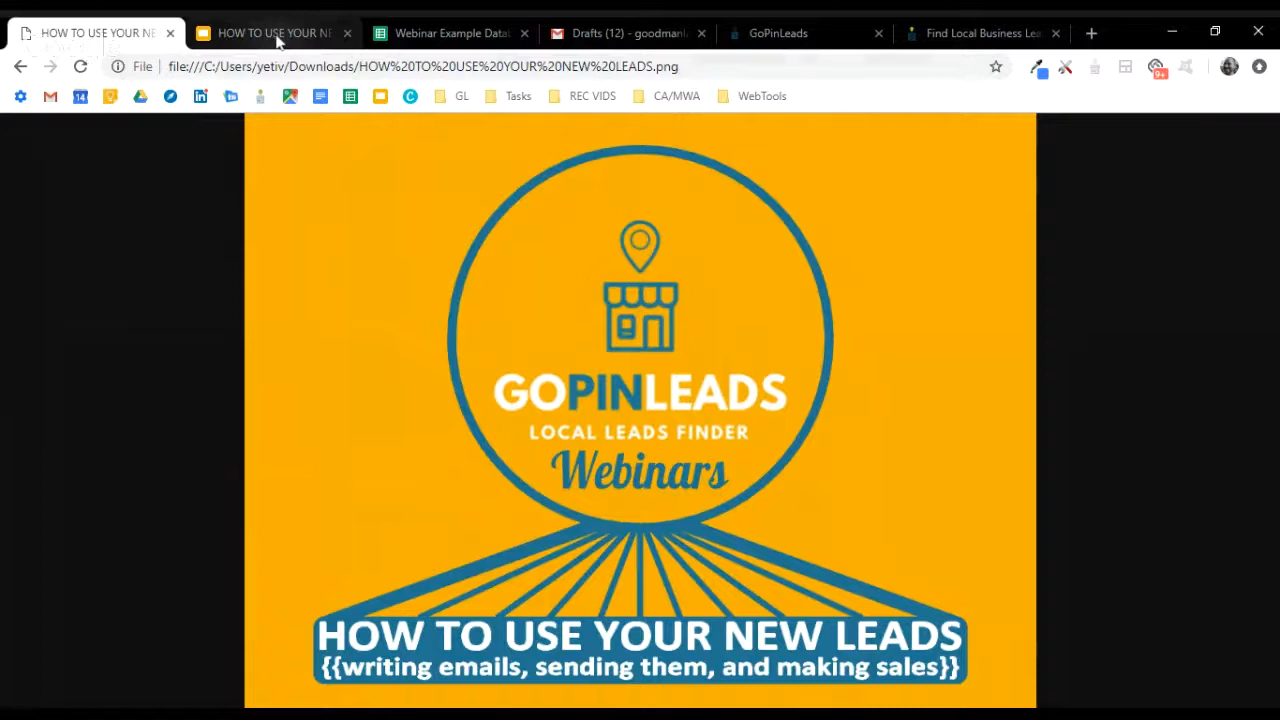 HOW TO USE YOUR NE
HOW TO USE YOUR NE
Webinar Example Datab
Drafts (12) - goodman
GoPinLeads
Find Local Business Lea
File
file:///C:/Users/yetiv/Downloads/HOW%20TO%20USE%20YOUR%20NEW%20LEADS.png
9+
14
GL
Tasks
REC VIDS
CA/MWA
WebTools
GOPINLEADS
LOCAL LEADS FINDER
Webinars
HOW TO USE YOUR NEW LEADS
{{writing emails, sending them, and making sales}}